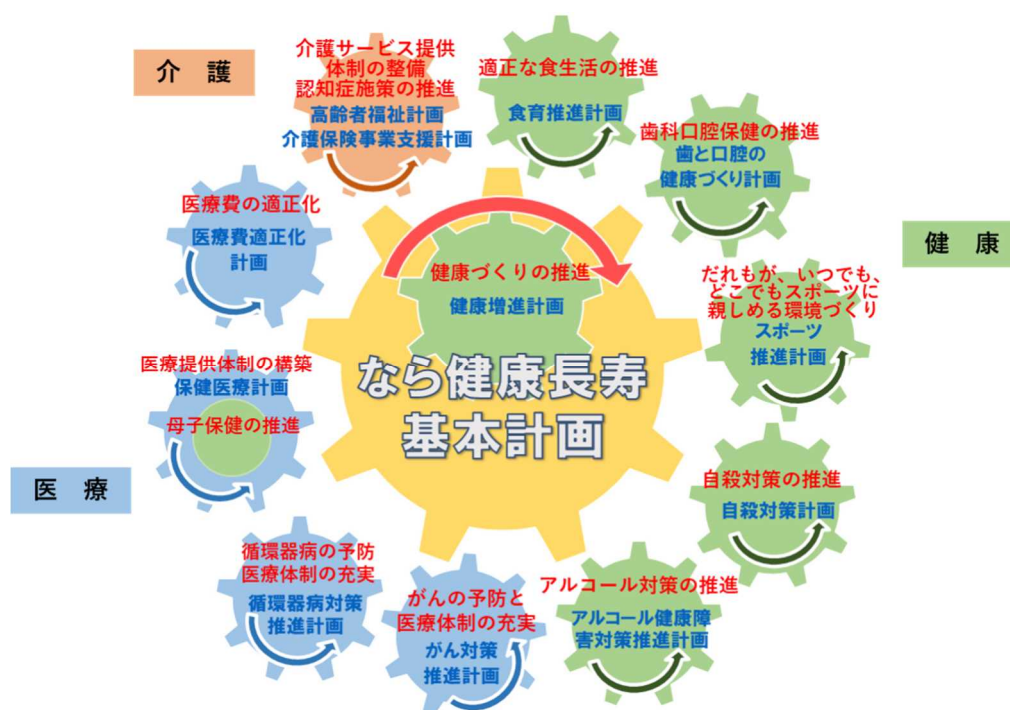 介　護
介護サービス提供
体制の整備
認知症施策の推進
高齢者福祉計画
介護保険事業支援計画
適正な食生活の推進
食育推進計画
歯科口腔保健の推進
歯と口腔の
健康づくり計画
健　康
だれもが、いつでも、
どこでもスポーツに
親しめる環境づくり
スポーツ
推進計画
医療費の適正化
医療費適正化
計画
健康づくりの推進
健康増進計画
なら健康長寿
基本計画
医療提供体制の構築
保健医療計画
母子保健の推進
医　療
自殺対策の推進
自殺対策計画
循環器病の予防
医療体制の充実
循環器病対策
推進計画
がんの予防と
医療体制の充実
がん対策
推進計画
アルコール対策の推進
アルコール健康障
害対策推進計画